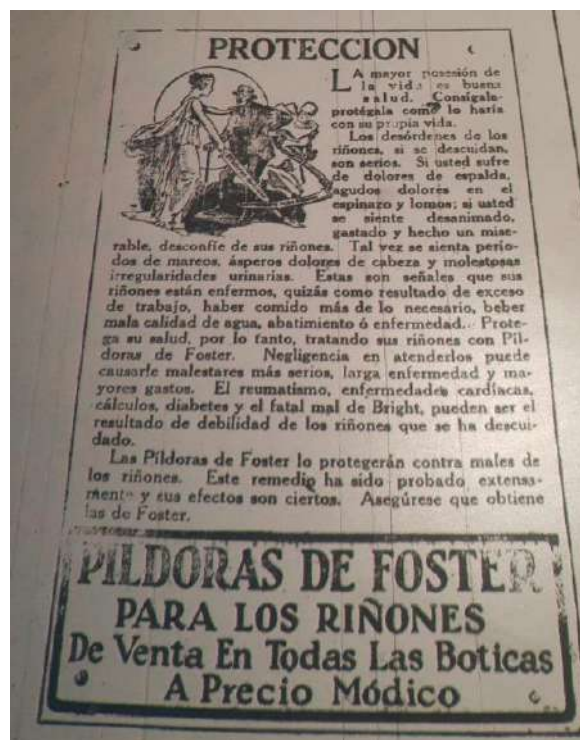 PROTECCION
LA mayor posesión de
la vida es buena
salud. Consígala-
protégala como lo haría
con su propia vida.
Los desórdenes de los
riñones, si se descuidan,
son serios. Si usted sufre
de dolores de espalda,
agudos dolores en el
espinazo y lomos; si usted
se siente desanimado,
gastado y hecho un mise-
rable, desconfíe de sus riñones. Tal vez se sienta perío-
dos de mareos, ásperos dolores de cabeza y molestosas
irregularidades urinarias. Estas son señales que sus
riñones están enfermos, quizás como resultado de exceso
de trabajo, haber comido más de lo necesario, beber
mala calidad de agua, abatimiento ó enfermedad. Prote-
ga su salud, por lo tanto, tratando sus riñones con Píl-
doras de Foster. Negligencia en atenderlos puede
causarle malestares más serios, larga enfermedad y ma-
yores gastos. El reumatismo, enfermedades cardíacas,
cálculos, diabetes y el fatal mal de Bright, pueden ser el
resultado de debilidad de los riñones que se ha descui-
dado.
Las Píldoras de Foster lo protegerán contra males de
los riñones. Este remedio ha sido probado extensa-
mente y sus efectos son ciertos. Asegúrese que obtiene
las de Foster.
PILDORAS DE FOSTER
PARA LOS RIÑONES
De Venta En Todas Las Boticas
A Precio Módico